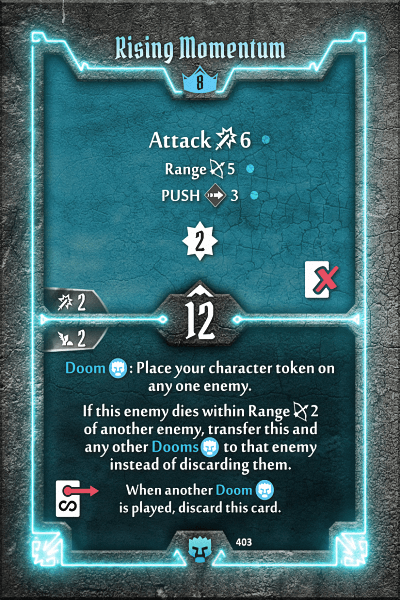 Rising Momentum
8
Attack 6
Range 5
PUSH 3
2
2
12
2
Doom : Place your character token on
any one enemy.
If this enemy dies within Range 2
of another enemy, transfer this and
any other Dooms to that enemy
instead of discarding them.
When another Doom
is played, discard this card.
403